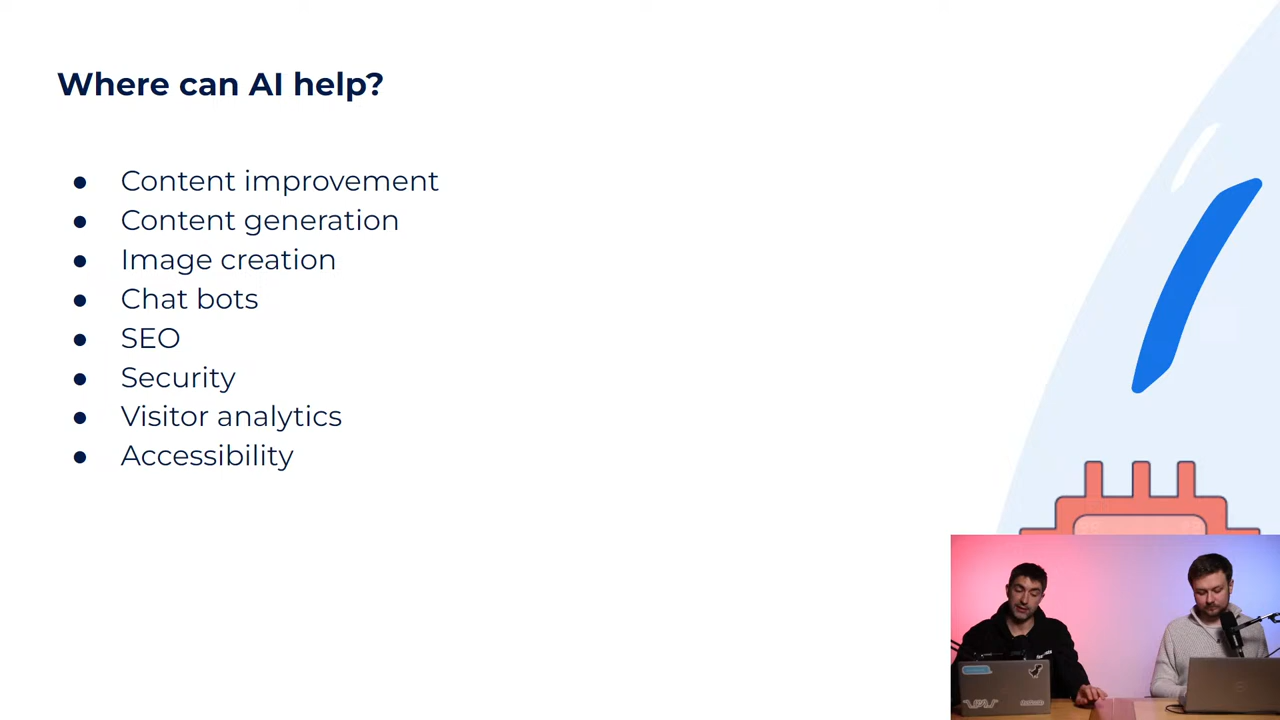 Where can AI help?
● Content improvement
● Content generation
● Image creation
● Chat bots
● SEO
● Security
● Visitor analytics
● Accessibility